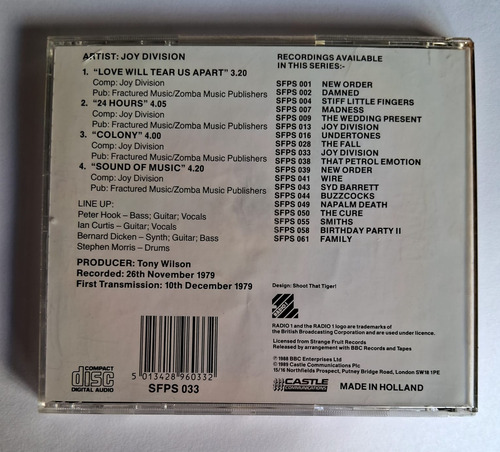 ARTIST: JOY DIVISION
1. "LOVE WILL TEAR US APART" 3.20
Comp: Joy Division
Pub: Fractured Music/Zomba Music Publishers
2. "24 HOURS" 4.05
Comp: Joy Division
Pub: Fractured Music/Zomba Music Publishers
3. "COLONY" 4.00
Comp: Joy Division
Pub: Fractured Music/Zomba Music Publishers
4. "SOUND OF MUSIC" 4.20
Comp: Joy Division
Pub: Fractured Music/Zomba Music Publishers
LINE UP:
Peter Hook – Bass; Guitar; Vocals
Ian Curtis – Guitar; Vocals
Bernard Dicken – Synth; Guitar; Bass
Stephen Morris – Drums
PRODUCER: Tony Wilson
Recorded: 26th November 1979
First Transmission: 10th December 1979
COMPACT
disc
DIGITAL AUDIO
5 013428 960332
SFPS 033
RECORDINGS AVAILABLE
IN THIS SERIES:-
SFPS 001 NEW ORDER
SFPS 002 DAMNED
SFPS 004 STIFF LITTLE FINGERS
SFPS 007 MADNESS
SFPS 009 THE WEDDING PRESENT
SFPS 013 JOY DIVISION
SFPS 016 UNDERTONES
SFPS 028 THE FALL
SFPS 033 JOY DIVISION
SFPS 038 THAT PETROL EMOTION
SFPS 039 NEW ORDER
SFPS 041 WIRE
SFPS 043 SYD BARRETT
SFPS 044 BUZZCOCKS
SFPS 049 NAPALM DEATH
SFPS 050 THE CURE
SFPS 055 SMITHS
SFPS 058 BIRTHDAY PARTY II
SFPS 061 FAMILY
Design: Shoot That Tiger!
RADIO 1 and the RADIO 1 logo are trademarks of
the British Broadcasting Corporation and are used under licence.
Licensed from Strange Fruit Records
Released by arrangement with BBC Records and Tapes
℗ 1988 BBC Enterprises Ltd
© 1989 Castle Communications Plc
15/16 Northfields Prospect, Putney Bridge Road, London SW18 1PE
CASTLE
COMMUNICATIONS
MADE IN HOLLAND